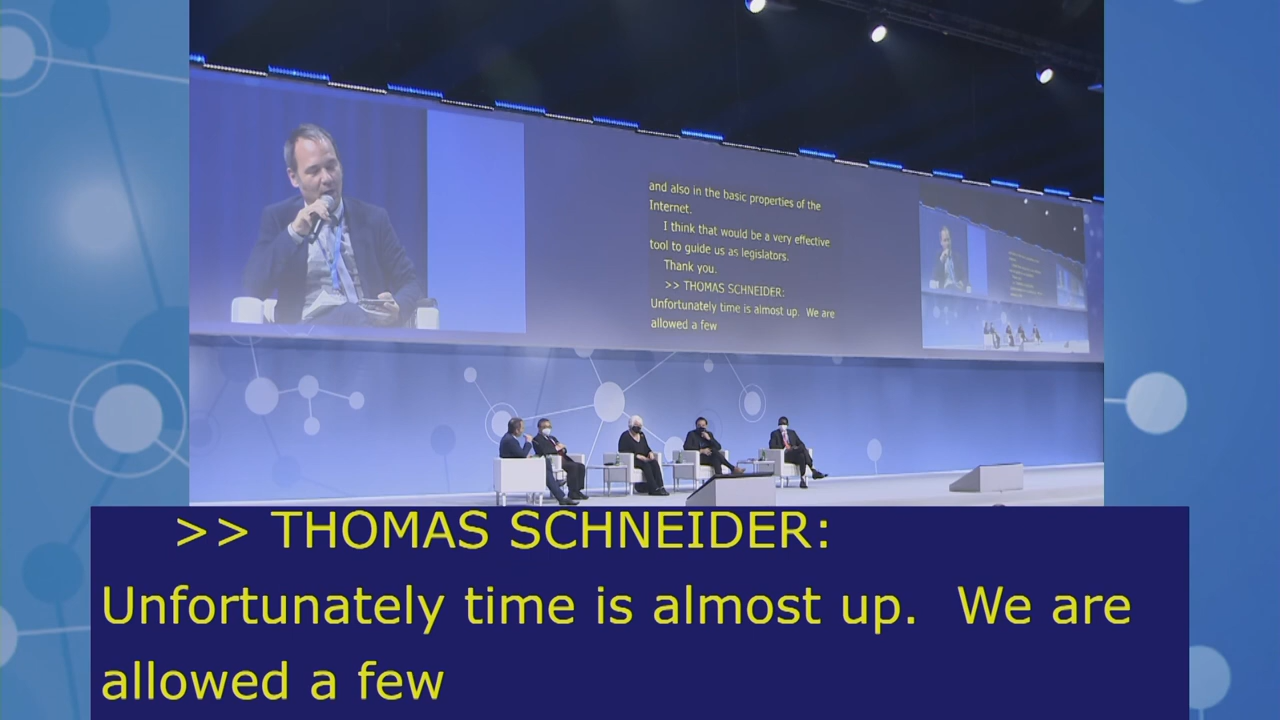 and also in the basic properties of the
Internet.
I think that would be a very effective
tool to guide us as legislators.
Thank you.
>> THOMAS SCHNEIDER:
Unfortunately time is almost up. We are
allowed a few
>> THOMAS SCHNEIDER:
Unfortunately time is almost up. We are
allowed a few